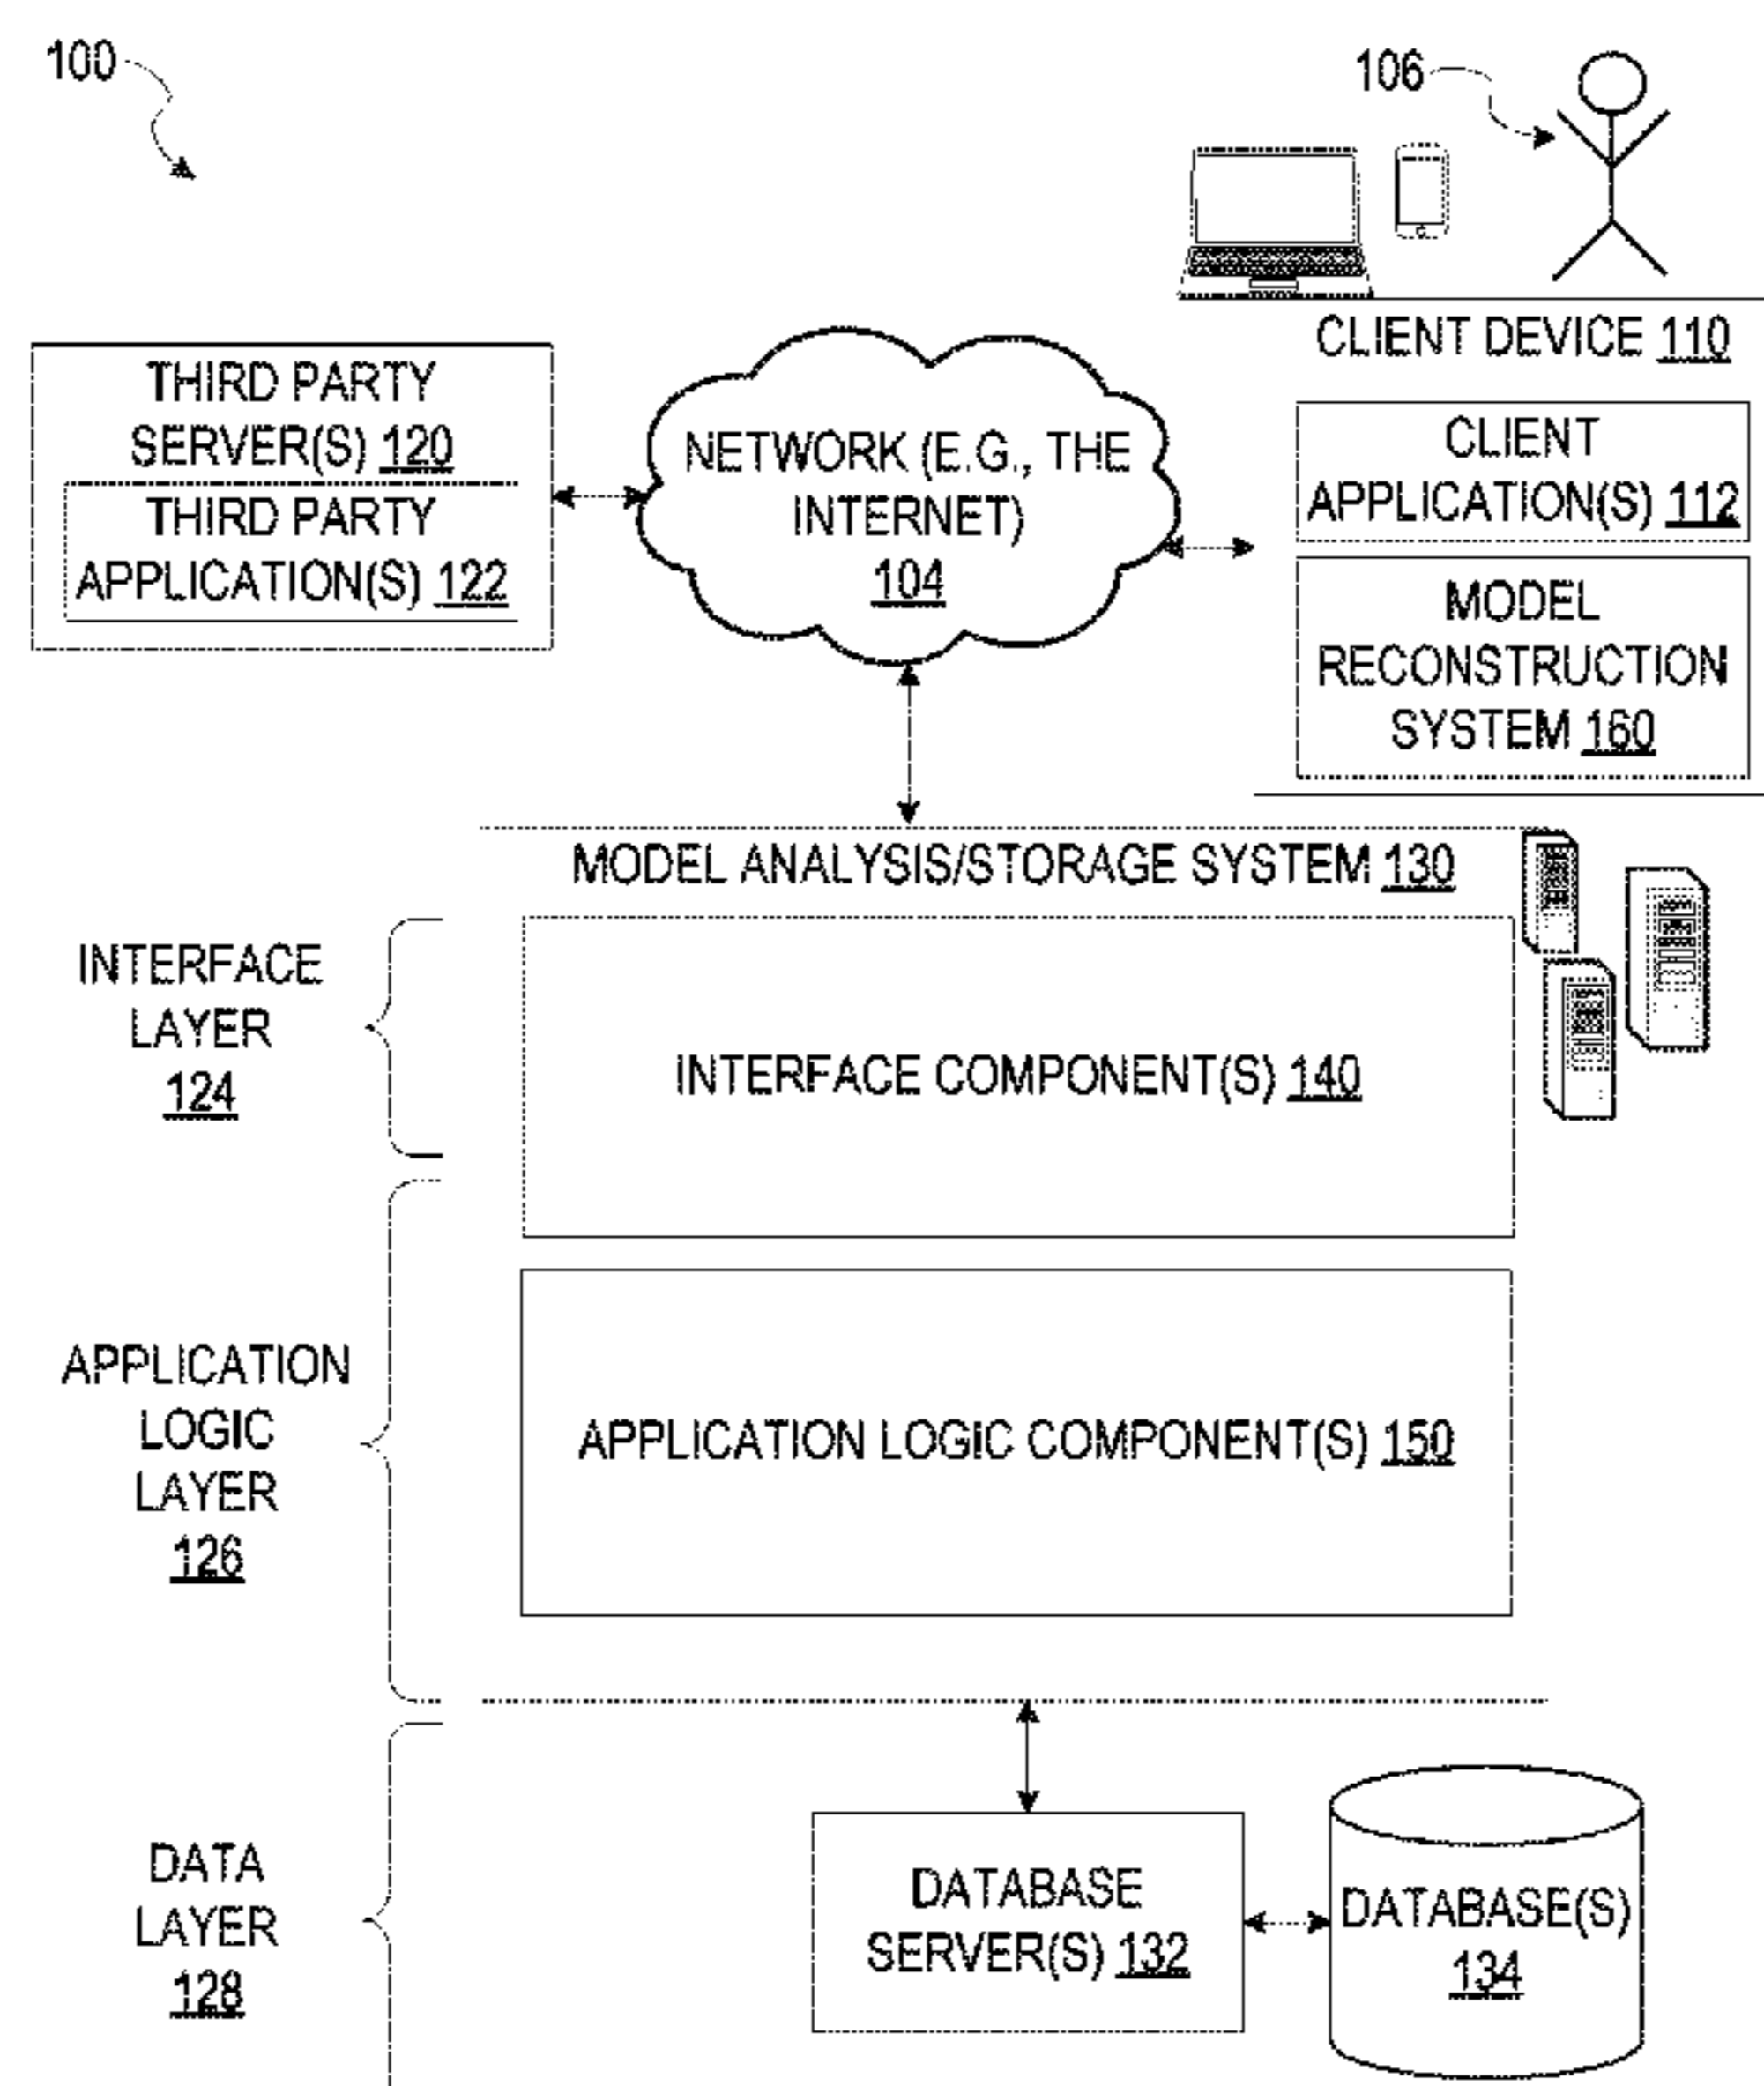 100
106
CLIENT DEVICE 110
THIRD PARTY
SERVER(S) 120
THIRD PARTY
APPLICATION(S) 122
NETWORK (E.G., THE
INTERNET)
104
CLIENT
APPLICATION(S) 112
MODEL
RECONSTRUCTION
SYSTEM 160
MODEL ANALYSIS/STORAGE SYSTEM 130
INTERFACE
LAYER
124
INTERFACE COMPONENT(S) 140
APPLICATION
LOGIC
LAYER
126
APPLICATION LOGIC COMPONENT(S) 150
DATA
LAYER
128
DATABASE
SERVER(S) 132
DATABASE(S)
134